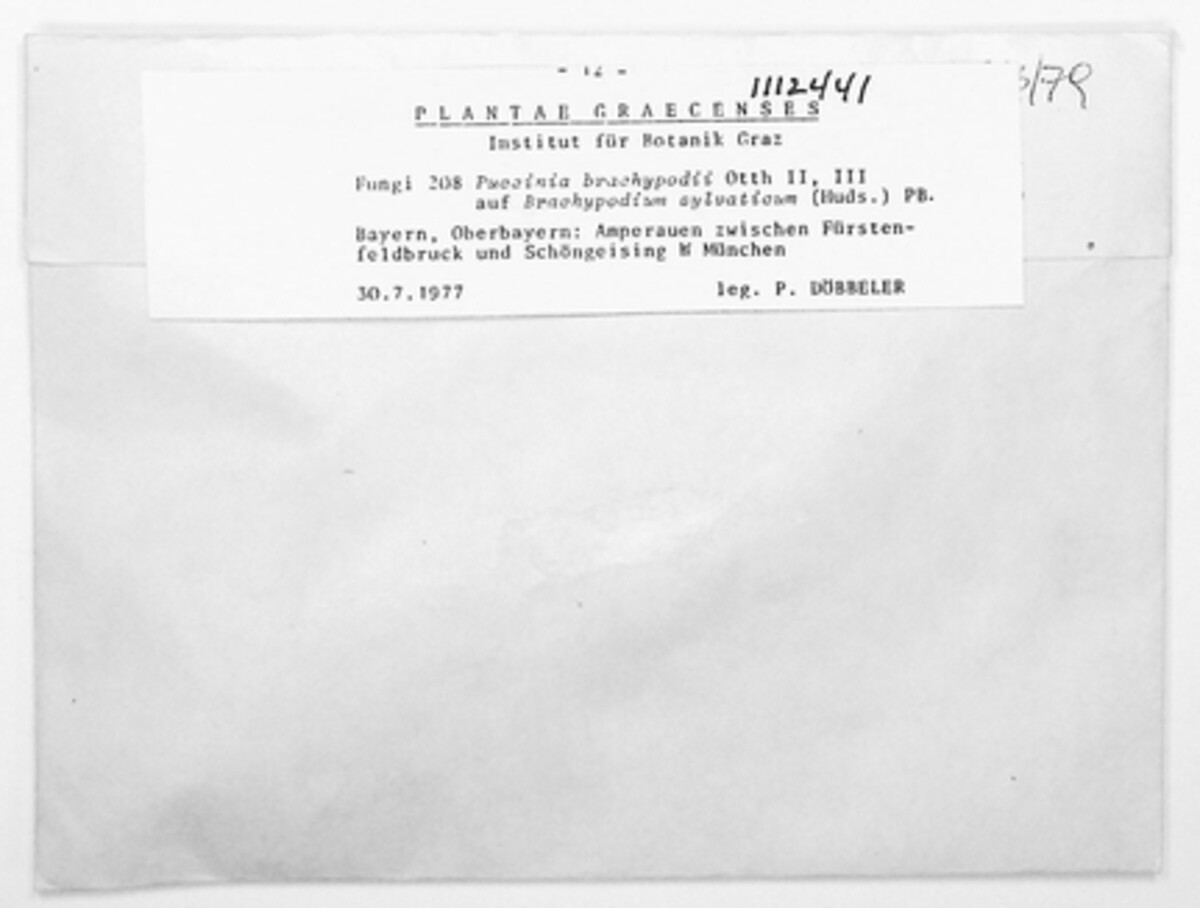 - 12 -
1112441
/79
PLANTAE GRAECENSES
Institut für Botanik Graz
Fungi 208 Puccinia brachypodii Otth II, III
auf Brachypodium sylvaticum (Huds.) PB.
Bayern, Oberbayern: Amperauen zwischen Fürsten-
feldbruck und Schöngeising W München
30.7.1977 leg. P. DÖBBELER